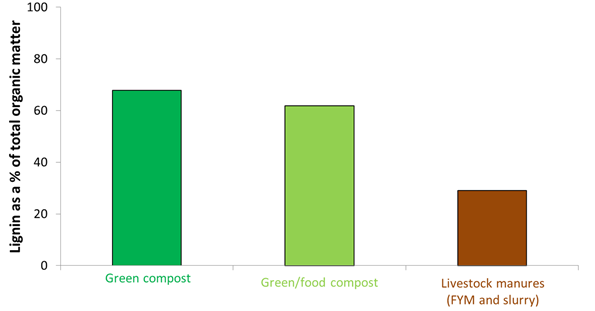 Lignin as a % of total organic matter
100
80
60
40
20
0
Green compost
Green/food compost
Livestock manures
(FYM and slurry)